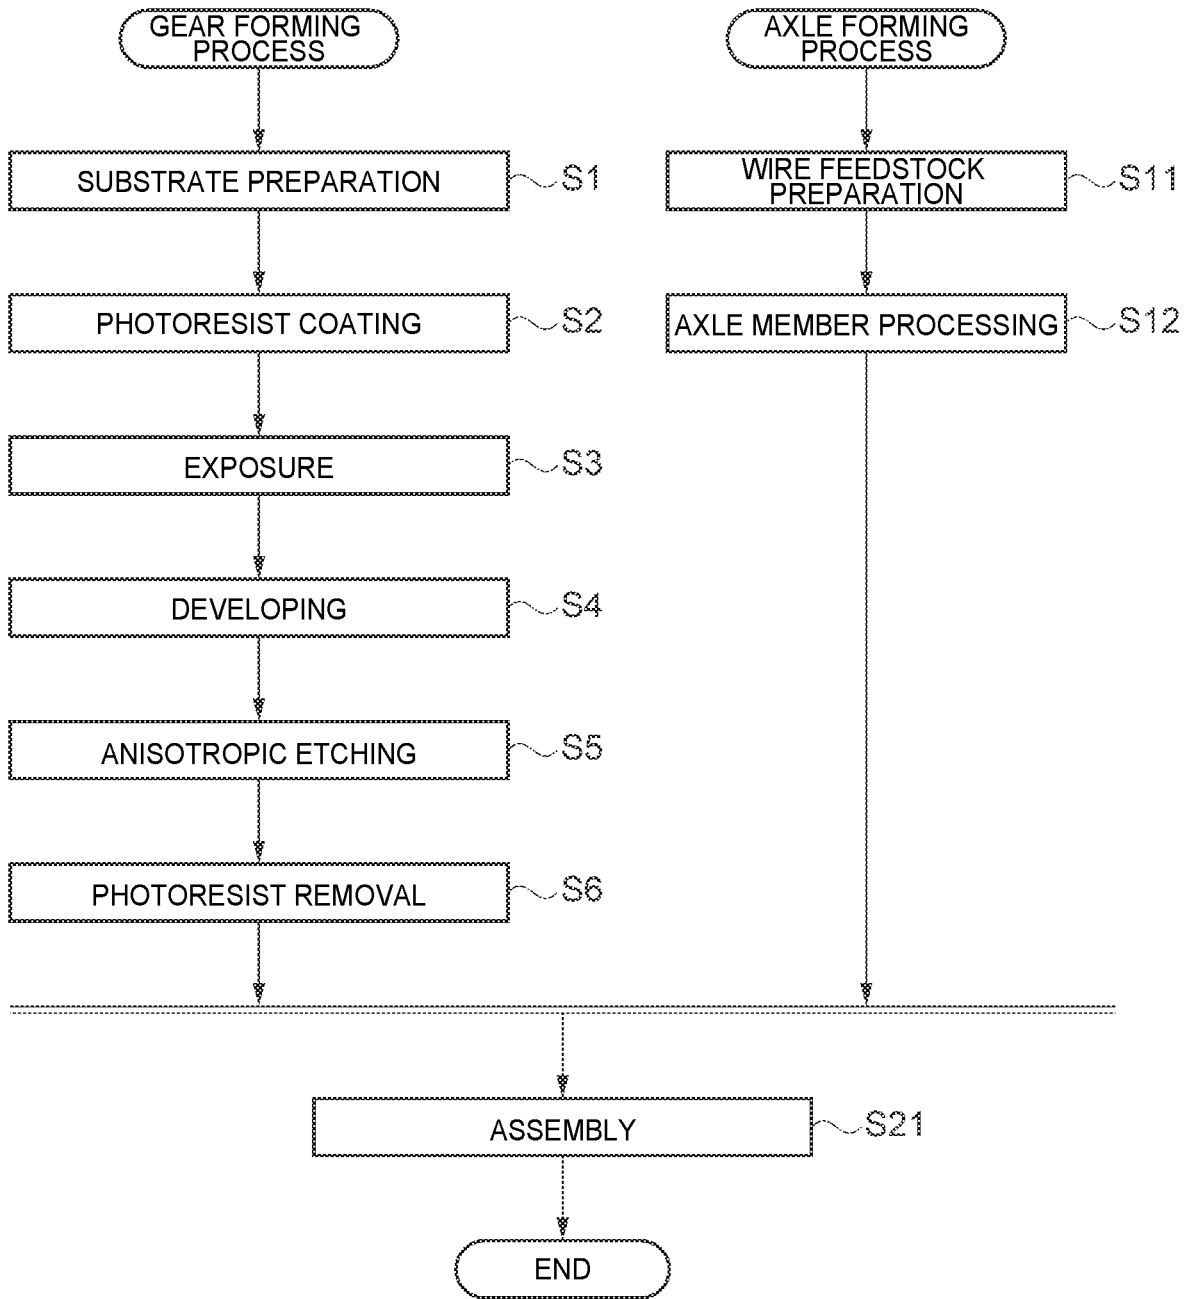 GEAR FORMING
PROCESS
SUBSTRATE PREPARATION
S1
PHOTORESIST COATING
S2
EXPOSURE
S3
DEVELOPING
S4
ANISOTROPIC ETCHING
S5
PHOTORESIST REMOVAL
S6
AXLE FORMING
PROCESS
WIRE FEEDSTOCK
PREPARATION
S11
AXLE MEMBER PROCESSING
S12
ASSEMBLY
S21
END